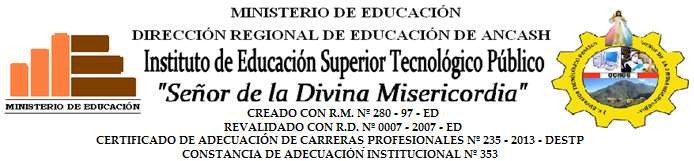 MINISTERIO DE EDUCACIÓN
DIRECCIÓN REGIONAL DE EDUCACIÓN DE ANCASH
Instituto de Educación Superior Tecnológico Público
"Señor de la Divina Misericordia"
MINISTERIO DE EDUCACIÓN
CREADO CON R.M. Nº 280 - 97 - ED
REVALIDADO CON R.D. Nº 0007 - 2007 - ED
CERTIFICADO DE ADECUACIÓN DE CARRERAS PROFESIONALES Nº 235 - 2013 - DESTP
CONSTANCIA DE ADECUACIÓN INSTITUCIONAL Nº 353